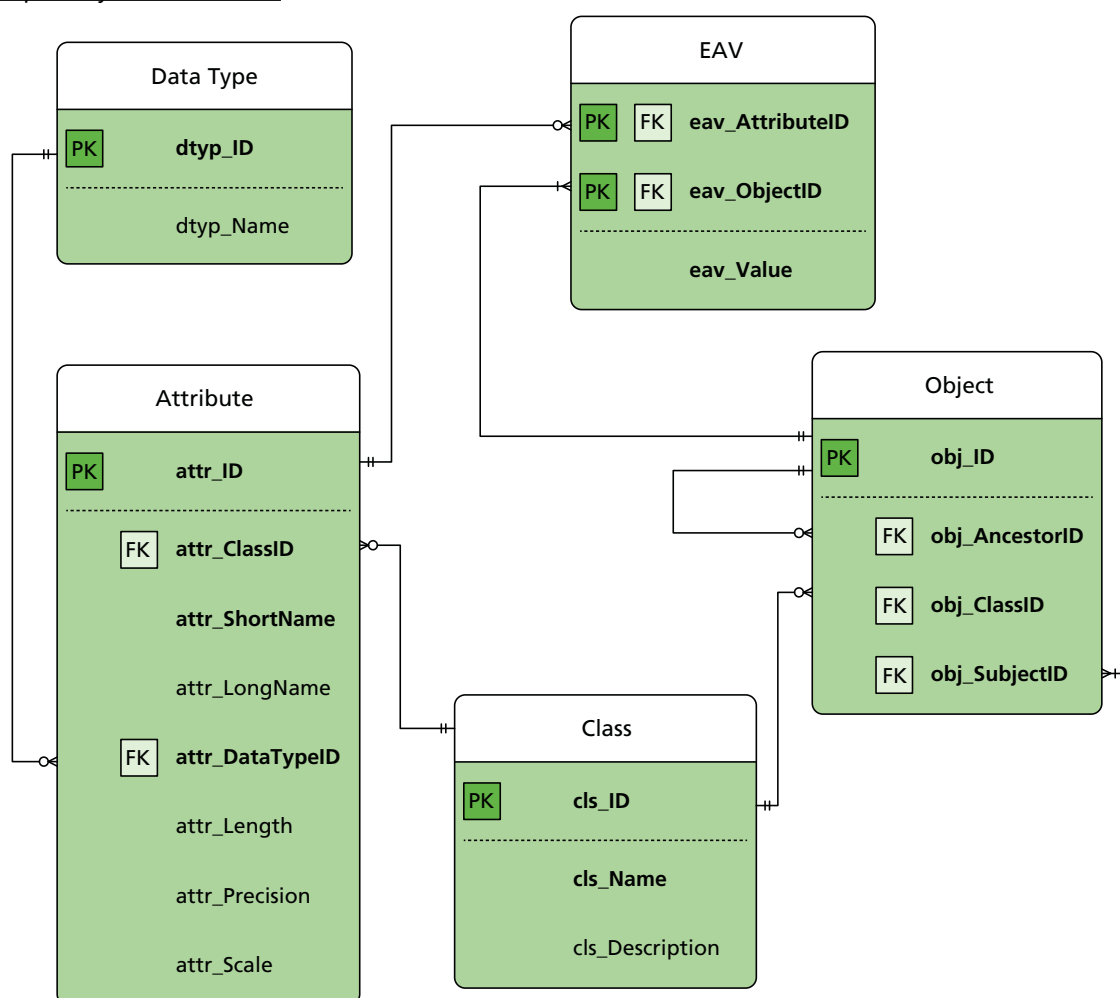 Data Type
PK dtyp_ID
dtyp_Name
EAV
PK FK eav_AttributeID
PK FK eav_ObjectID
eav_Value
Attribute
PK attr_ID
FK attr_ClassID
attr_ShortName
attr_LongName
FK attr_DataTypeID
attr_Length
attr_Precision
attr_Scale
Object
PK obj_ID
FK obj_AncestorID
FK obj_ClassID
FK obj_SubjectID
Class
PK cls_ID
cls_Name
cls_Description